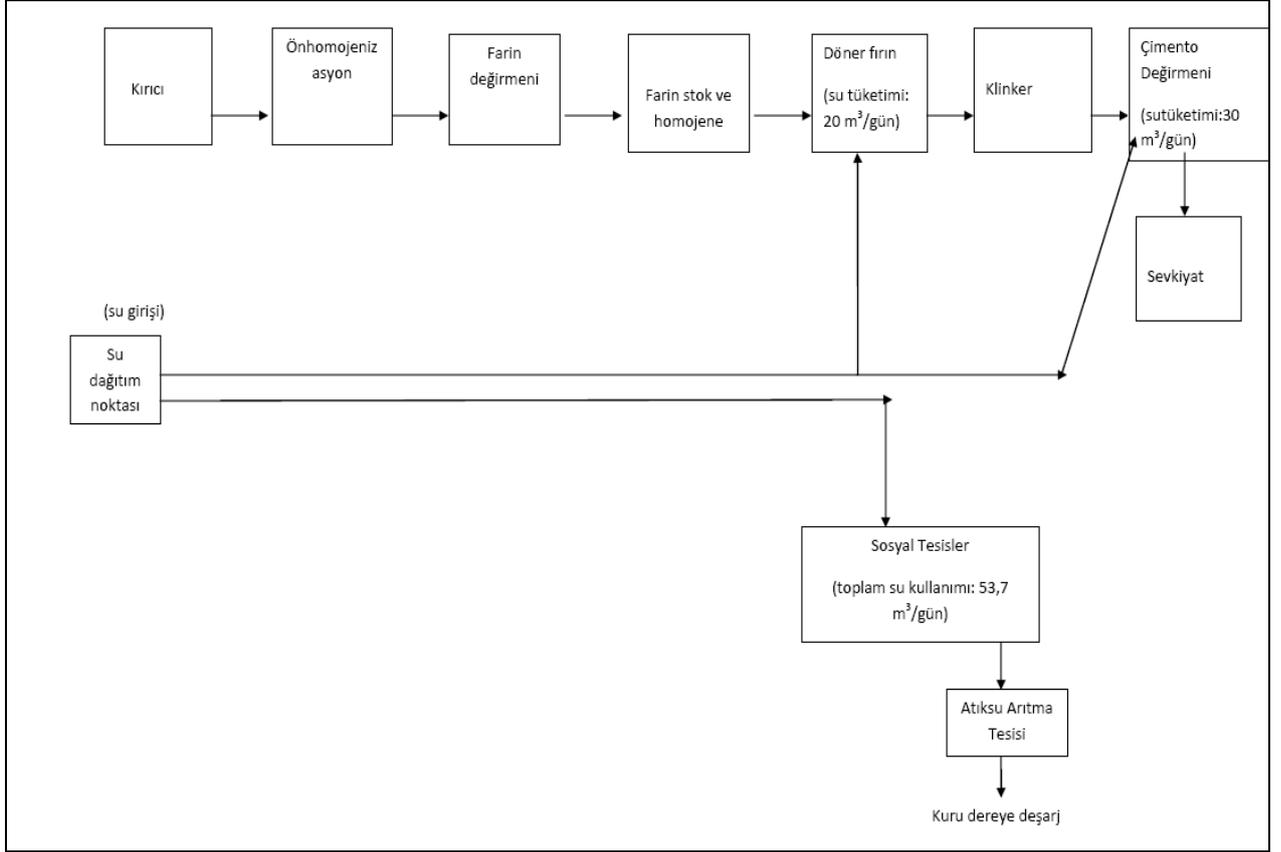 Kırıcı
Önhomojeniz
asyon
Farin
değirmeni
Farin stok ve
homojene
Döner fırın
(su tüketimi:
20 m³/gün)
Klinker
Çimento
Değirmeni
(sutüketimi:30
m³/gün)
Sevkiyat
(su girişi)
Su
dağıtım
noktası
Sosyal Tesisler
(toplam su kullanımı: 53,7
m³/gün)
Atıksu Arıtma
Tesisi
Kuru dereye deşarj